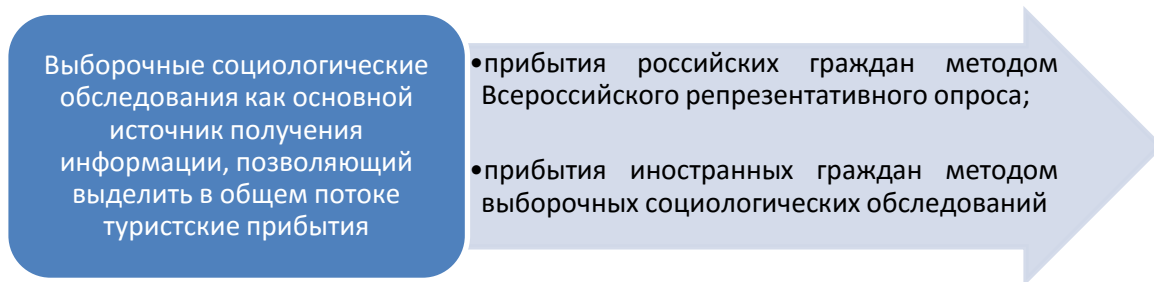 Выборочные социологические
обследования как основной
источник получения
информации, позволяющий
выделить в общем потоке
туристские прибытия
•прибытия российских граждан методом
Всероссийского репрезентативного опроса;
•прибытия иностранных граждан методом
выборочных социологических обследований